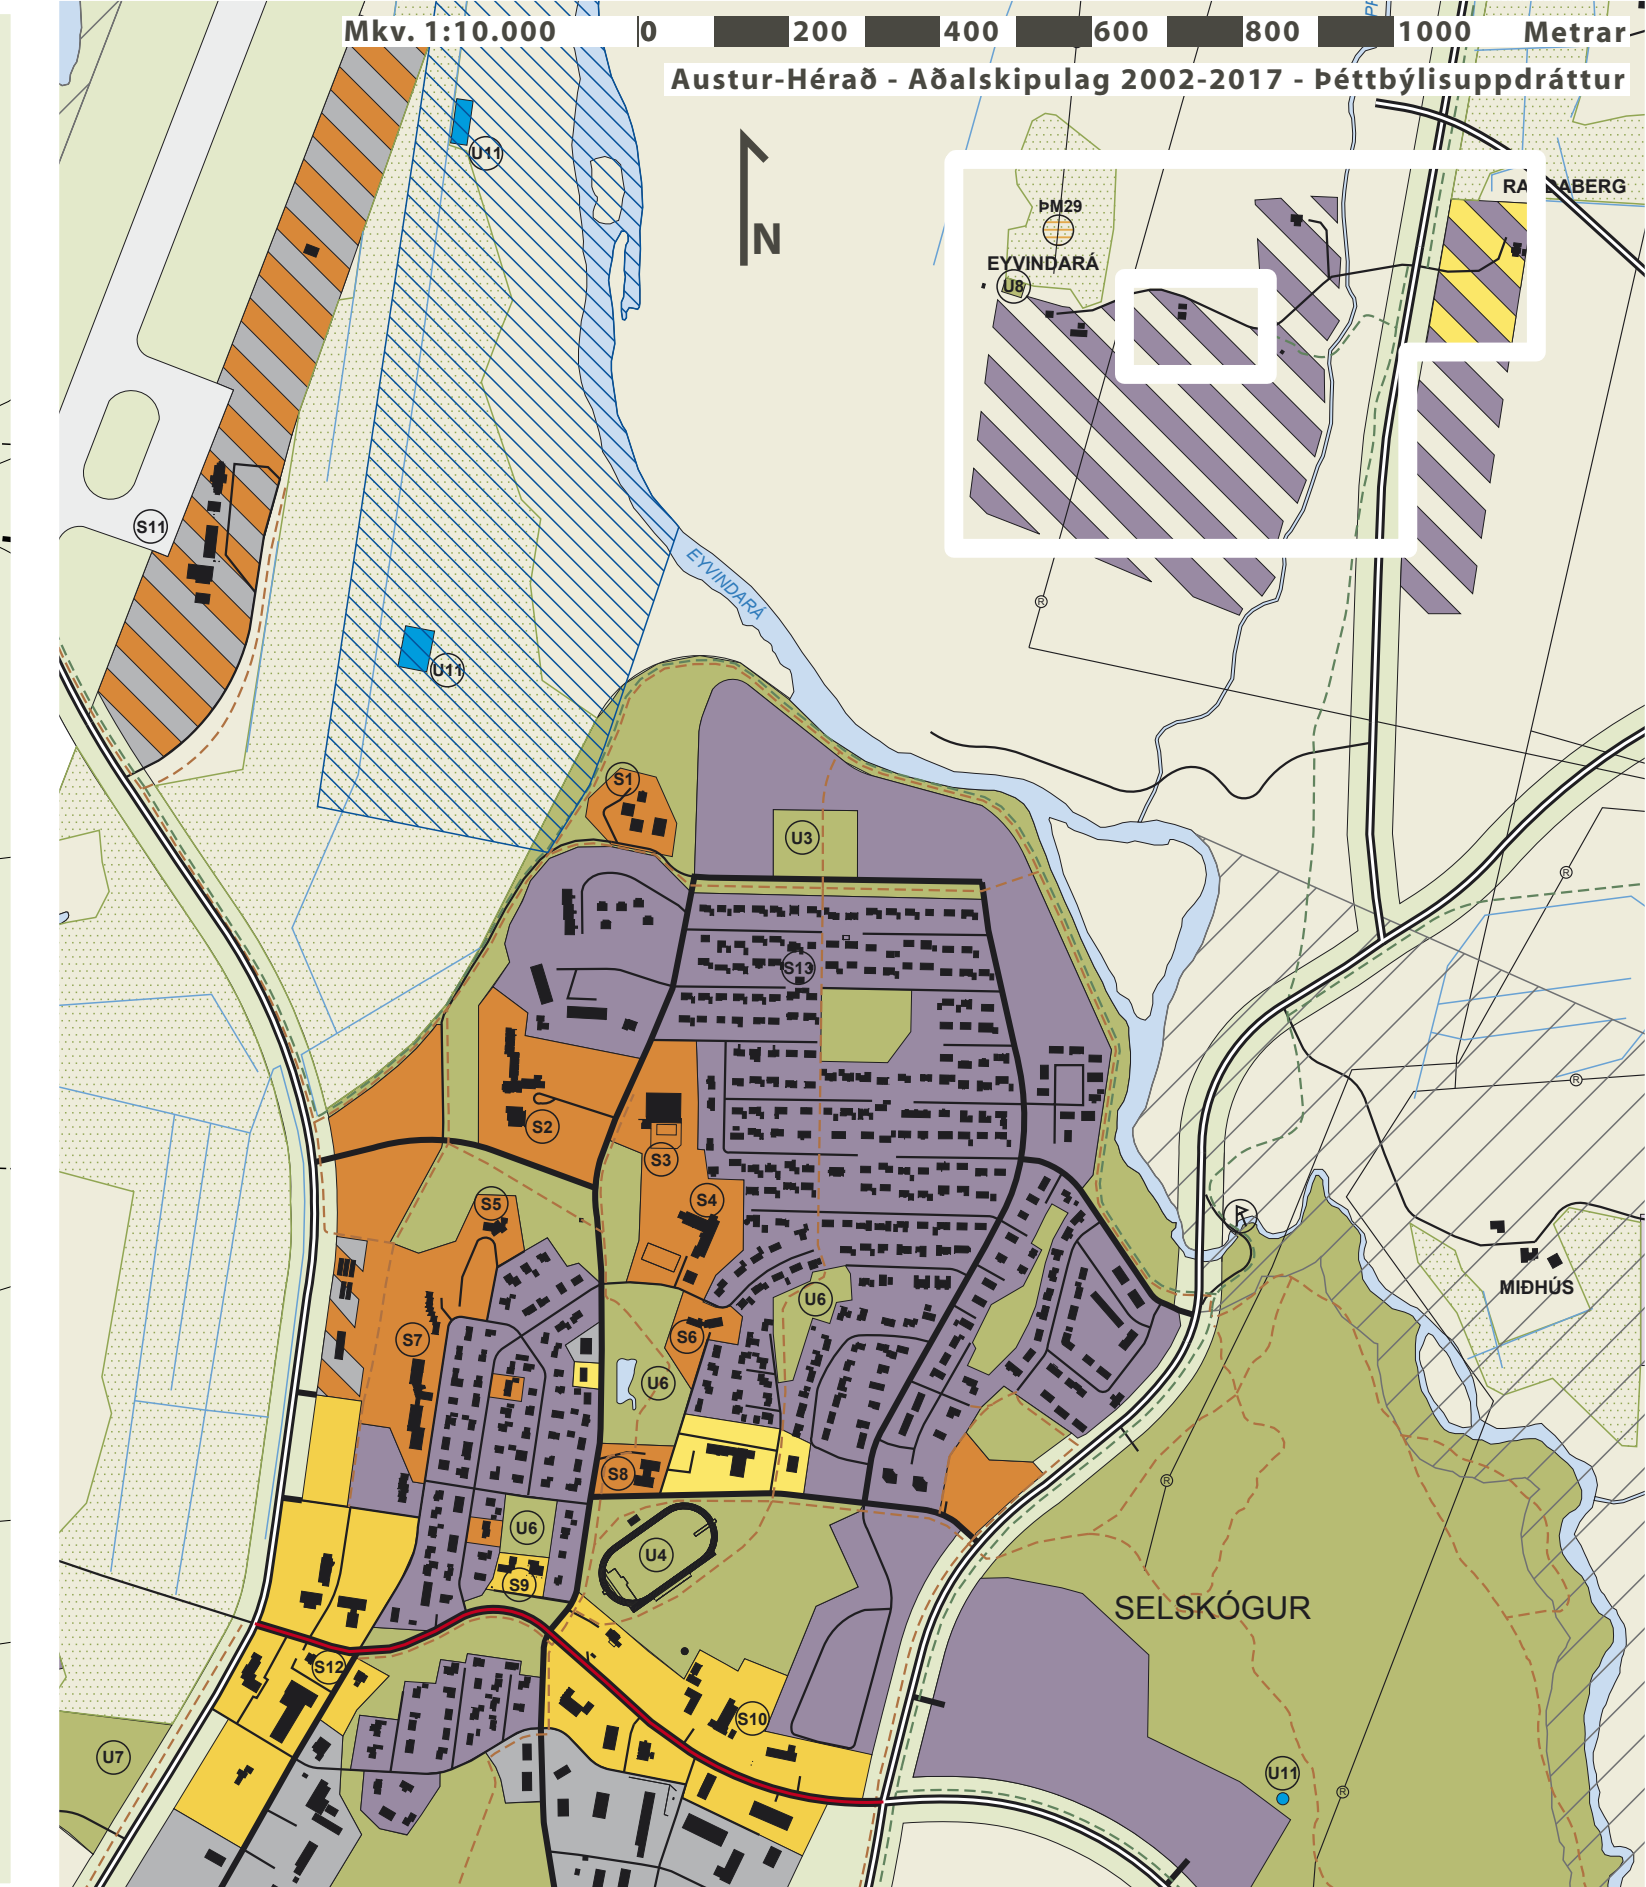 Mkv. 1:10.000 0 200 400 600 800 1000 Metrar
Austur-Hérað - Aðalskipulag 2002-2017 - Þéttbýlisuppdráttur
U11
N
ÞM29
EYVINDARÁ
U8
S11
EYVINDARÁ
R
U11
S1
U3
R
S13
R
S2
S3
S4
S5
MIÐHÚS
U6
S7
S6
U6
S8
R
U6
U4
S9
SELSKÓGUR
S12
S10
U7
U11
R